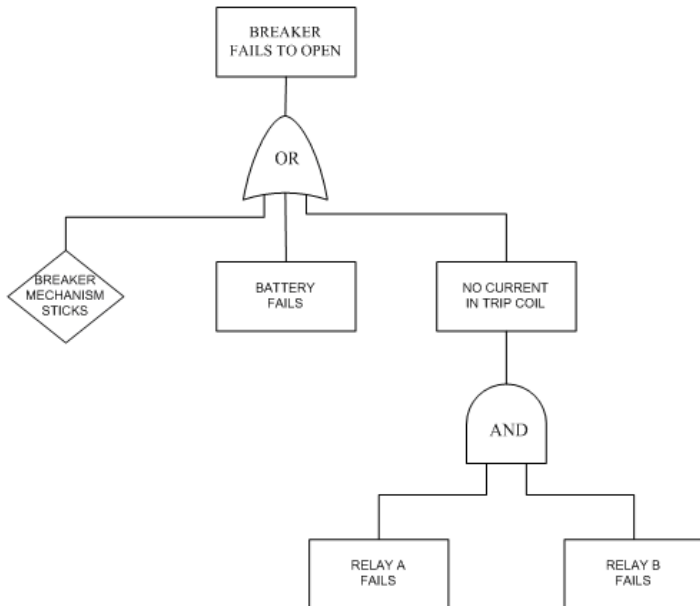 BREAKER
FAILS TO OPEN
OR
BREAKER
MECHANISM
STICKS
BATTERY
FAILS
NO CURRENT
IN TRIP COIL
AND
RELAY A
FAILS
RELAY B
FAILS